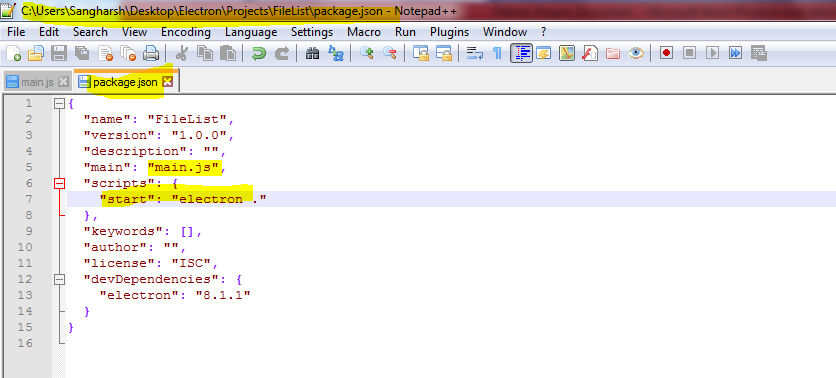 C:\Users\Sangharsh\Desktop\Electron\Projects\FileList\package.json - Notepad++
File Edit Search View Encoding Language Settings Macro Run Plugins Window ?
main.js package.json
1 {
2 "name": "FileList",
3 "version": "1.0.0",
4 "description": "",
5 "main": "main.js",
6 "scripts": {
7 "start": "electron ."
8 },
9 "keywords": [],
10 "author": "",
11 "license": "ISC",
12 "devDependencies": {
13 "electron": "8.1.1"
14 }
15 }
16